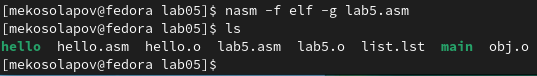 [mekosolapov@fedora lab05]$ nasm -f elf -g lab5.asm
[mekosolapov@fedora lab05]$ ls
hello  hello.asm  hello.o  lab5.asm  lab5.o  list.lst  main  obj.o
[mekosolapov@fedora lab05]$